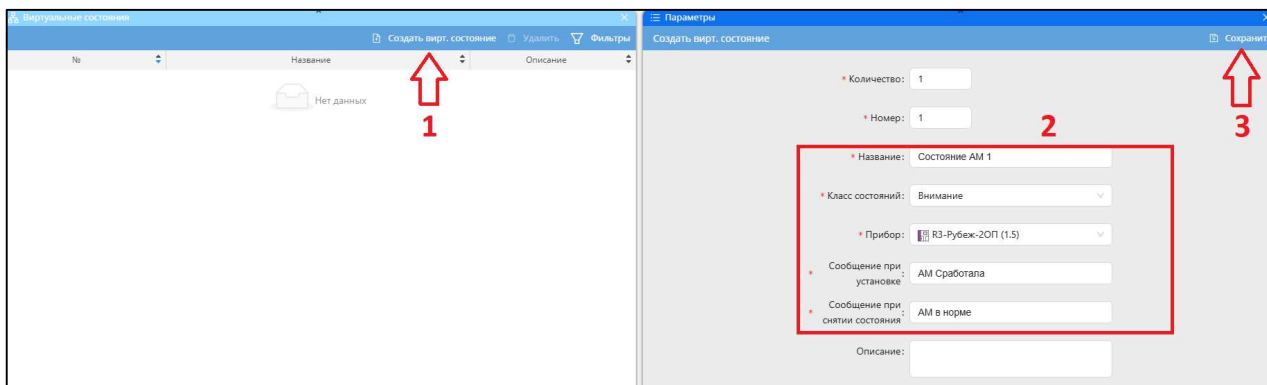 Виртуальные состояния
Создать вирт. состояние Удалить Фильтры
№ Название Описание
Нет данных
1
Параметры
Создать вирт. состояние Сохранит
* Количество: 1
* Номер: 1
2
3
* Название: Состояние АМ 1
* Класс состояний: Внимание
* Прибор: R3-Рубеж-2ОП (1.5)
* Сообщение при установке: АМ Сработала
* Сообщение при снятии состояния: АМ в норме
Описание: